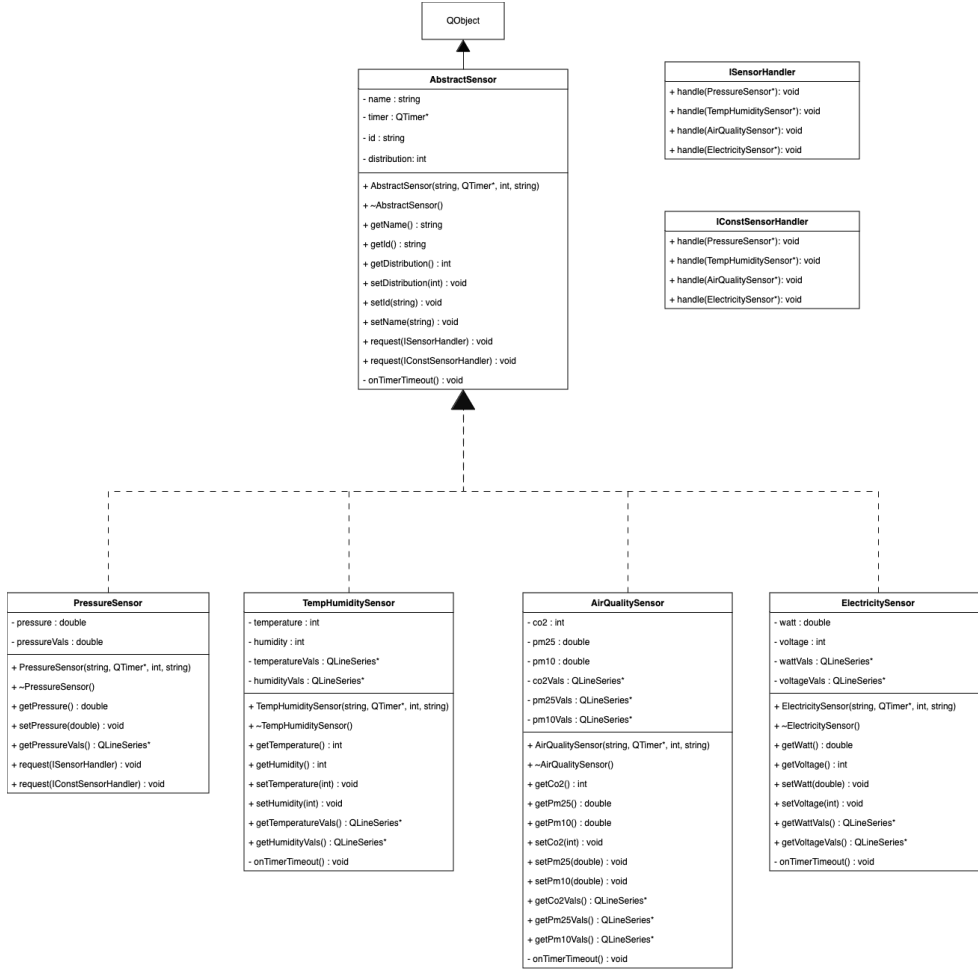 QObject
AbstractSensor
- name : string
- timer : QTimer*
- id : string
- distribution: int
+ AbstractSensor(string, QTimer*, int, string)
+ ~AbstractSensor()
+ getName() : string
+ getId() : string
+ getDistribution() : int
+ setDistribution(int) : void
+ setId(string) : void
+ setName(string) : void
+ request(ISensorHandler) : void
+ request(IConstSensorHandler) : void
- onTimerTimeout() : void
ISensorHandler
+ handle(PressureSensor*): void
+ handle(TempHumiditySensor*): void
+ handle(AirQualitySensor*): void
+ handle(ElectricitySensor*): void
IConstSensorHandler
+ handle(PressureSensor*): void
+ handle(TempHumiditySensor*): void
+ handle(AirQualitySensor*): void
+ handle(ElectricitySensor*): void
PressureSensor
- pressure : double
- pressureVals : double
+ PressureSensor(string, QTimer*, int, string)
+ ~PressureSensor()
+ getPressure() : double
+ setPressure(double) : void
+ getPressureVals() : QLineSeries*
+ request(ISensorHandler) : void
+ request(IConstSensorHandler) : void
TempHumiditySensor
- temperature : int
- humidity : int
- temperatureVals : QLineSeries*
- humidityVals : QLineSeries*
+ TempHumiditySensor(string, QTimer*, int, string)
+ ~TempHumiditySensor()
+ getTemperature() : int
+ getHumidity() : int
+ setTemperature(int) : void
+ setHumidity(int) : void
+ getTemperatureVals() : QLineSeries*
+ getHumidityVals() : QLineSeries*
- onTimerTimeout() : void
AirQualitySensor
- co2 : int
- pm25 : double
- pm10 : double
- co2Vals : QLineSeries*
- pm25Vals : QLineSeries*
- pm10Vals : QLineSeries*
+ AirQualitySensor(string, QTimer*, int, string)
+ ~AirQualitySensor()
+ getCo2() : int
+ getPm25() : double
+ getPm10() : double
+ setCo2(int) : void
+ setPm25(double) : void
+ setPm10(double) : void
+ getCo2Vals() : QLineSeries*
+ getPm25Vals() : QLineSeries*
+ getPm10Vals() : QLineSeries*
- onTimerTimeout() : void
ElectricitySensor
- watt : double
- voltage : int
- wattVals : QLineSeries*
- voltageVals : QLineSeries*
+ ElectricitySensor(string, QTimer*, int, string)
+ ~ElectricitySensor()
+ getWatt() : double
+ getVoltage() : int
+ setWatt(double) : void
+ setVoltage(int) : void
+ getWattVals() : QLineSeries*
+ getVoltageVals() : QLineSeries*
- onTimerTimeout() : void